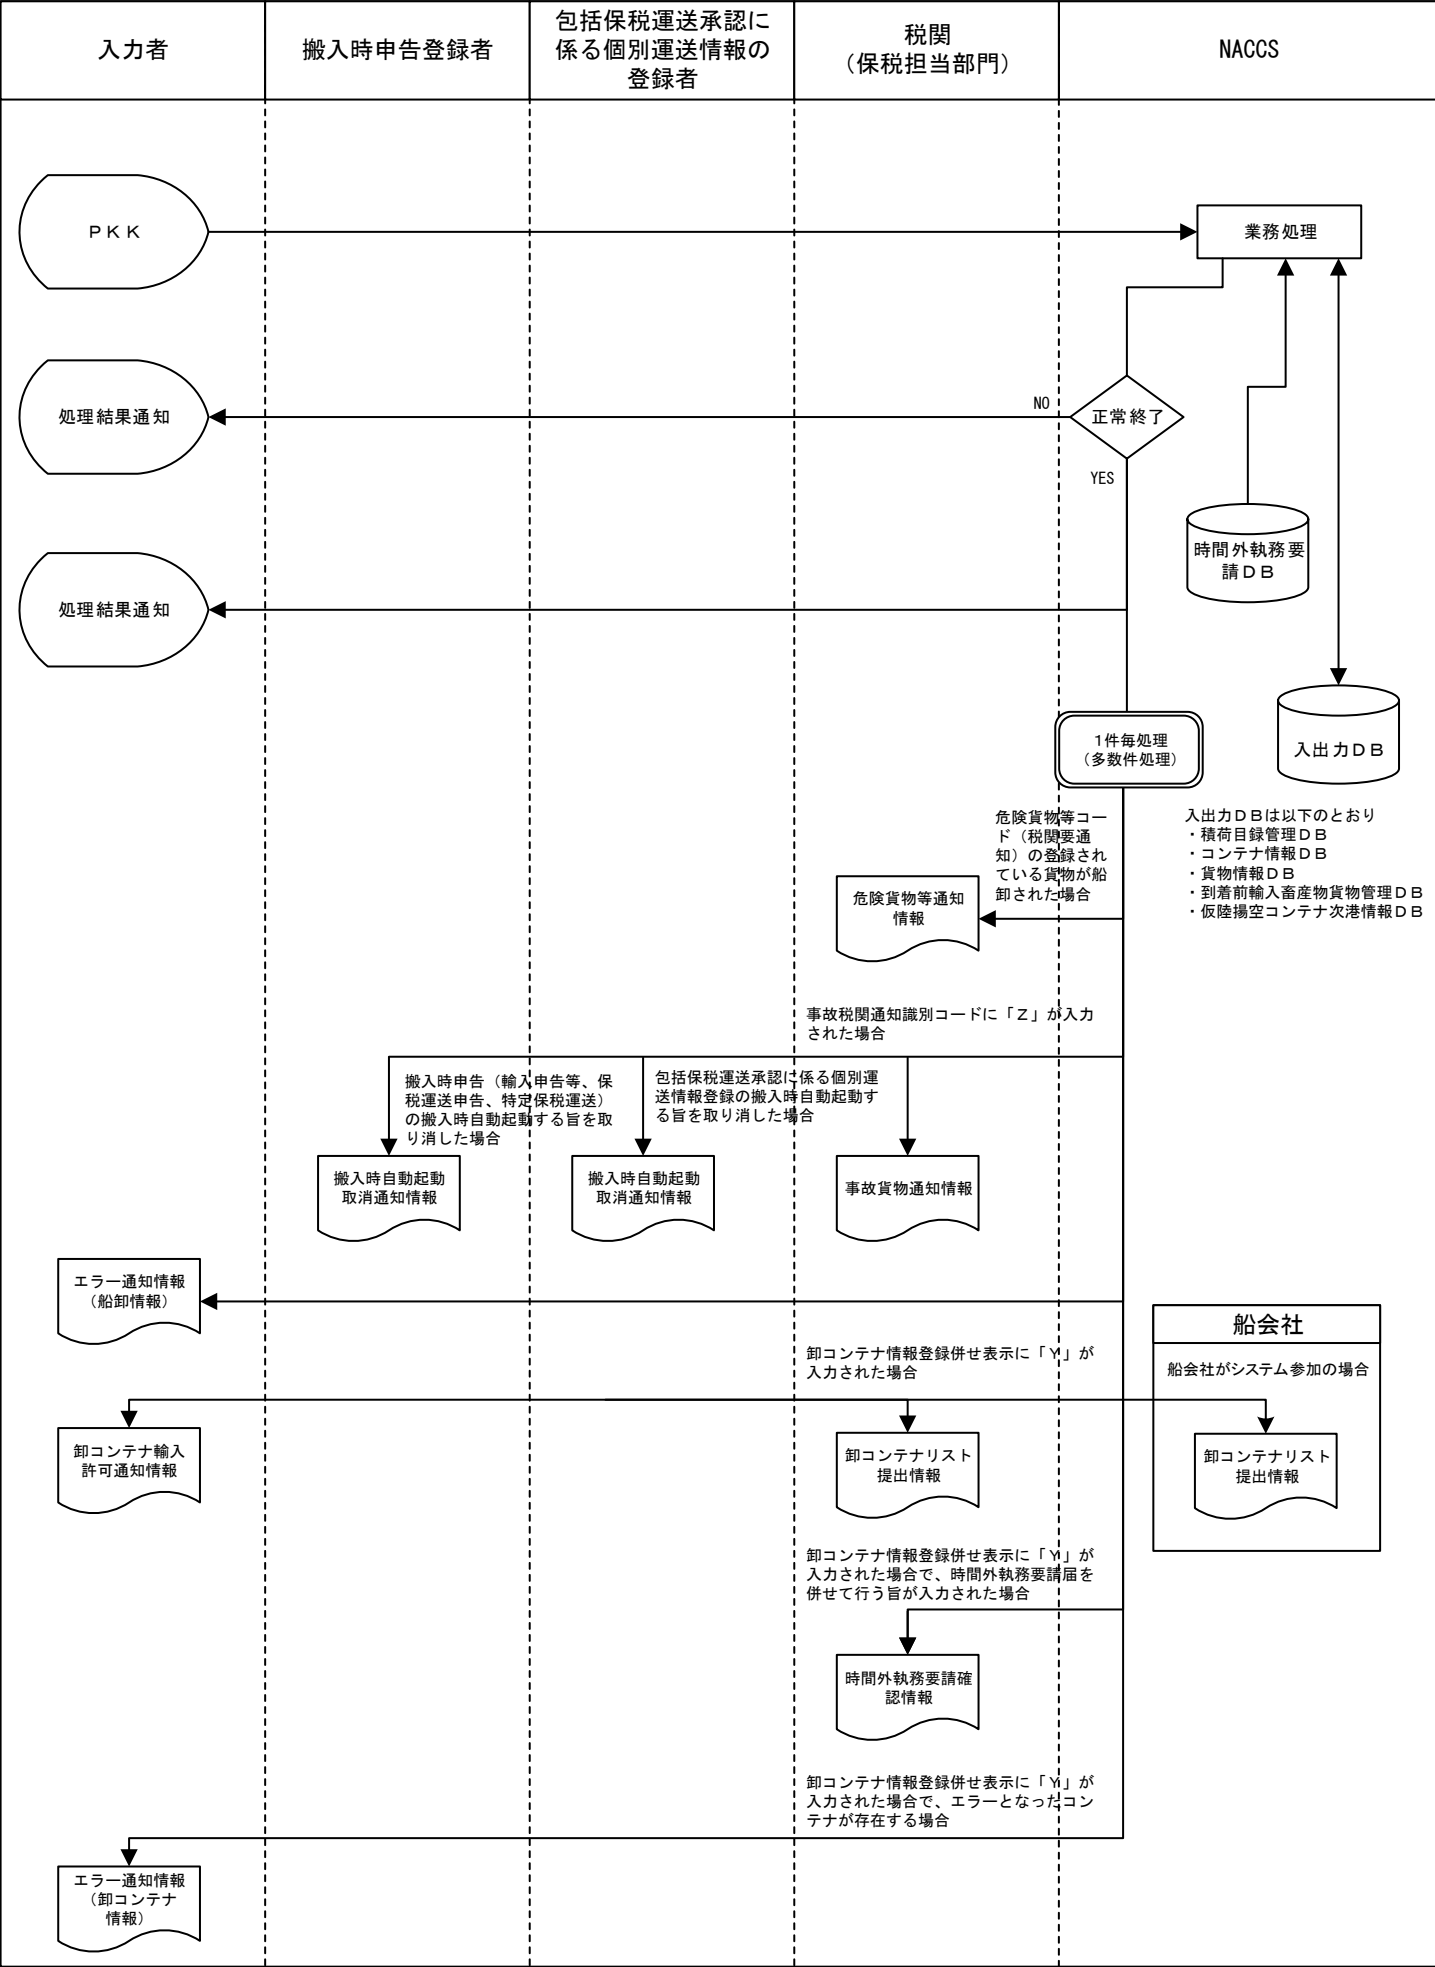 入力者
搬入時申告登録者
包括保税運送承認に
係る個別運送情報の
登録者
税関
（保税担当部門）
NACCS
ＰＫＫ
業務処理
処理結果通知
NO
正常終了
YES
時間外執務要
請ＤＢ
処理結果通知
1件毎処理
（多数件処理）
入出力ＤＢ
危険貨物等コー
ド（税関要通
知）の登録され
ている貨物が船
卸された場合
入出力ＤＢは以下のとおり
・積荷目録管理ＤＢ
・コンテナ情報ＤＢ
・貨物情報ＤＢ
・到着前輸入畜産物貨物管理ＤＢ
・仮陸揚空コンテナ次港情報ＤＢ
危険貨物等通知
情報
事故税関通知識別コードに「Ｚ」が入力
された場合
搬入時申告（輸入申告等、保
税運送申告、特定保税運送）
の搬入時自動起動する旨を取
り消した場合
包括保税運送承認に係る個別運
送情報登録の搬入時自動起動す
る旨を取り消した場合
搬入時自動起動
取消通知情報
搬入時自動起動
取消通知情報
事故貨物通知情報
エラー通知情報
（船卸情報）
船会社
船会社がシステム参加の場合
卸コンテナ情報登録併せ表示に「Ｙ」が
入力された場合
卸コンテナ輸入
許可通知情報
卸コンテナリスト
提出情報
卸コンテナリスト
提出情報
卸コンテナ情報登録併せ表示に「Ｙ」が
入力された場合で、時間外執務要請届を
併せて行う旨が入力された場合
時間外執務要請確
認情報
卸コンテナ情報登録併せ表示に「Ｙ」が
入力された場合で、エラーとなったコン
テナが存在する場合
エラー通知情報
（卸コンテナ
情報）